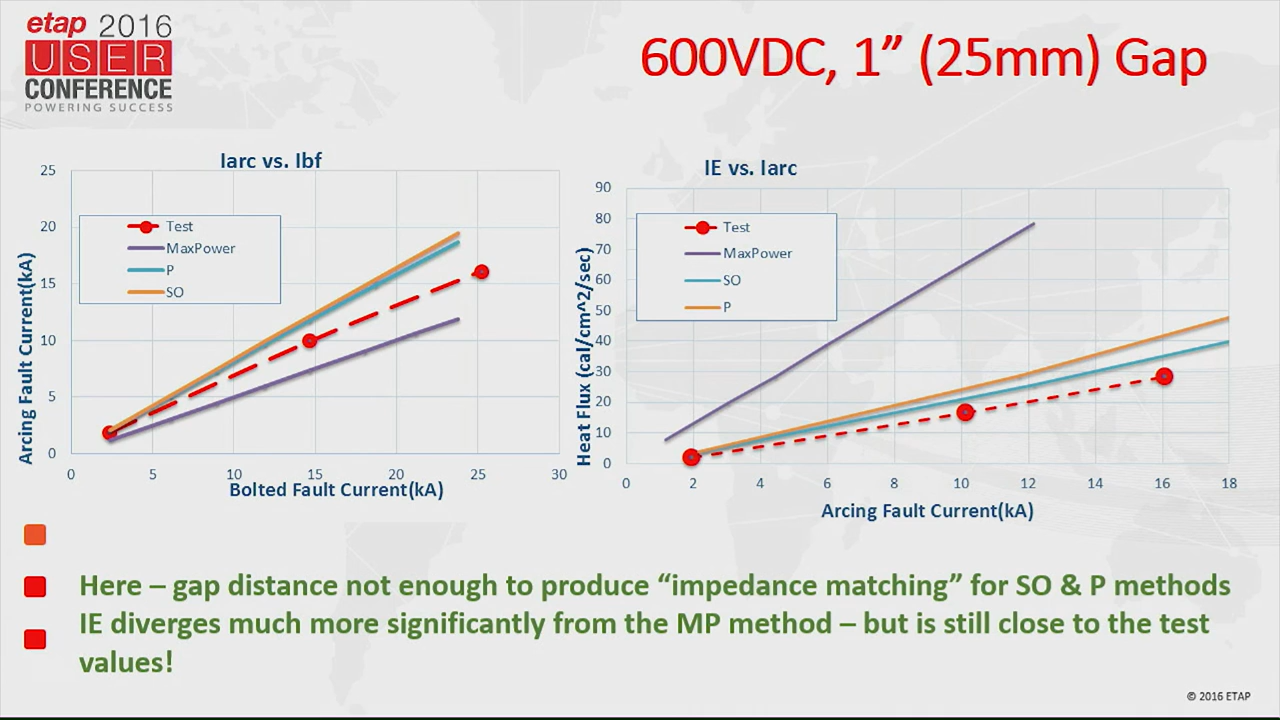 etap 2016
USER
CONFERENCE
POWERING SUCCESS
600VDC, 1” (25mm) Gap
Iarc vs. Ibf
Arcing Fault Current(kA)
25
20
15
10
5
0
Test
MaxPower
P
SO
0 5 10 15 20 25 30
Bolted Fault Current(kA)
IE vs. Iarc
Heat Flux (cal/cm^2/sec)
90
80
70
60
50
40
30
20
10
0
Test
MaxPower
SO
P
0 2 4 6 8 10 12 14 16 18
Arcing Fault Current(kA)
Here – gap distance not enough to produce “impedance matching” for SO & P methods
IE diverges much more significantly from the MP method – but is still close to the test
values!
© 2016 ETAP